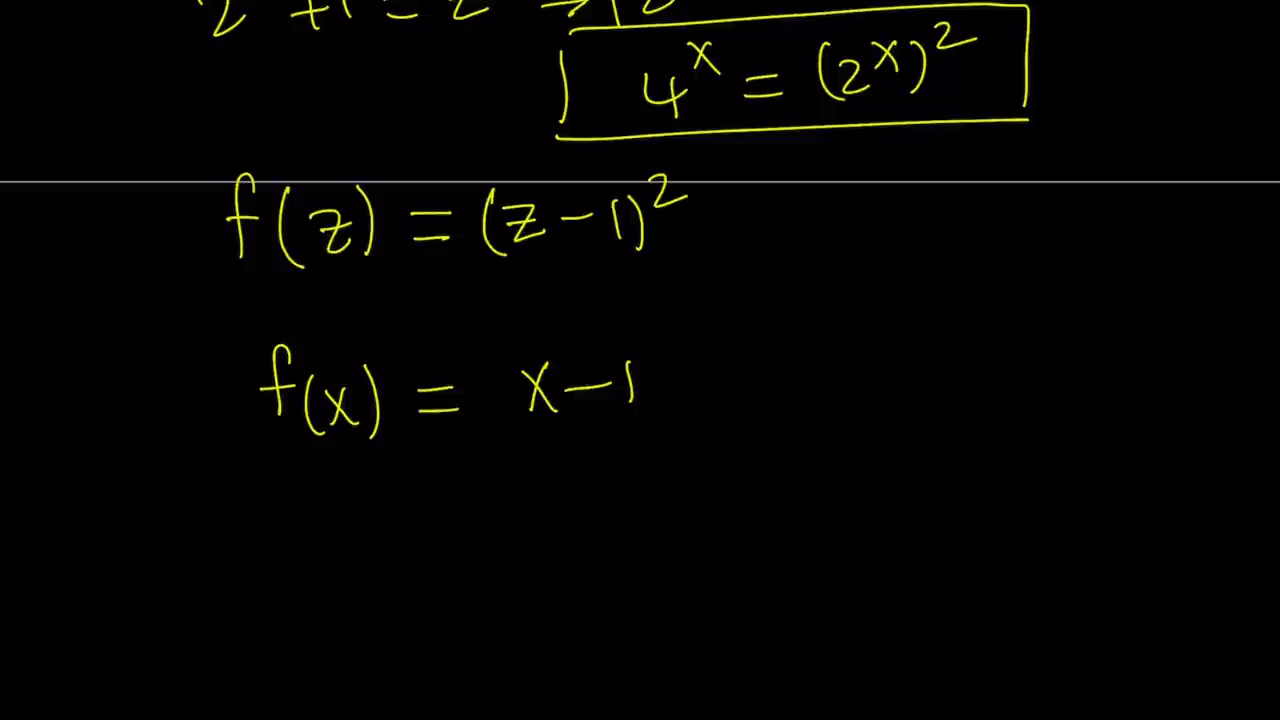 4^x = (2^x)^2
f(z) = (z-1)^2
f(x) = x-1